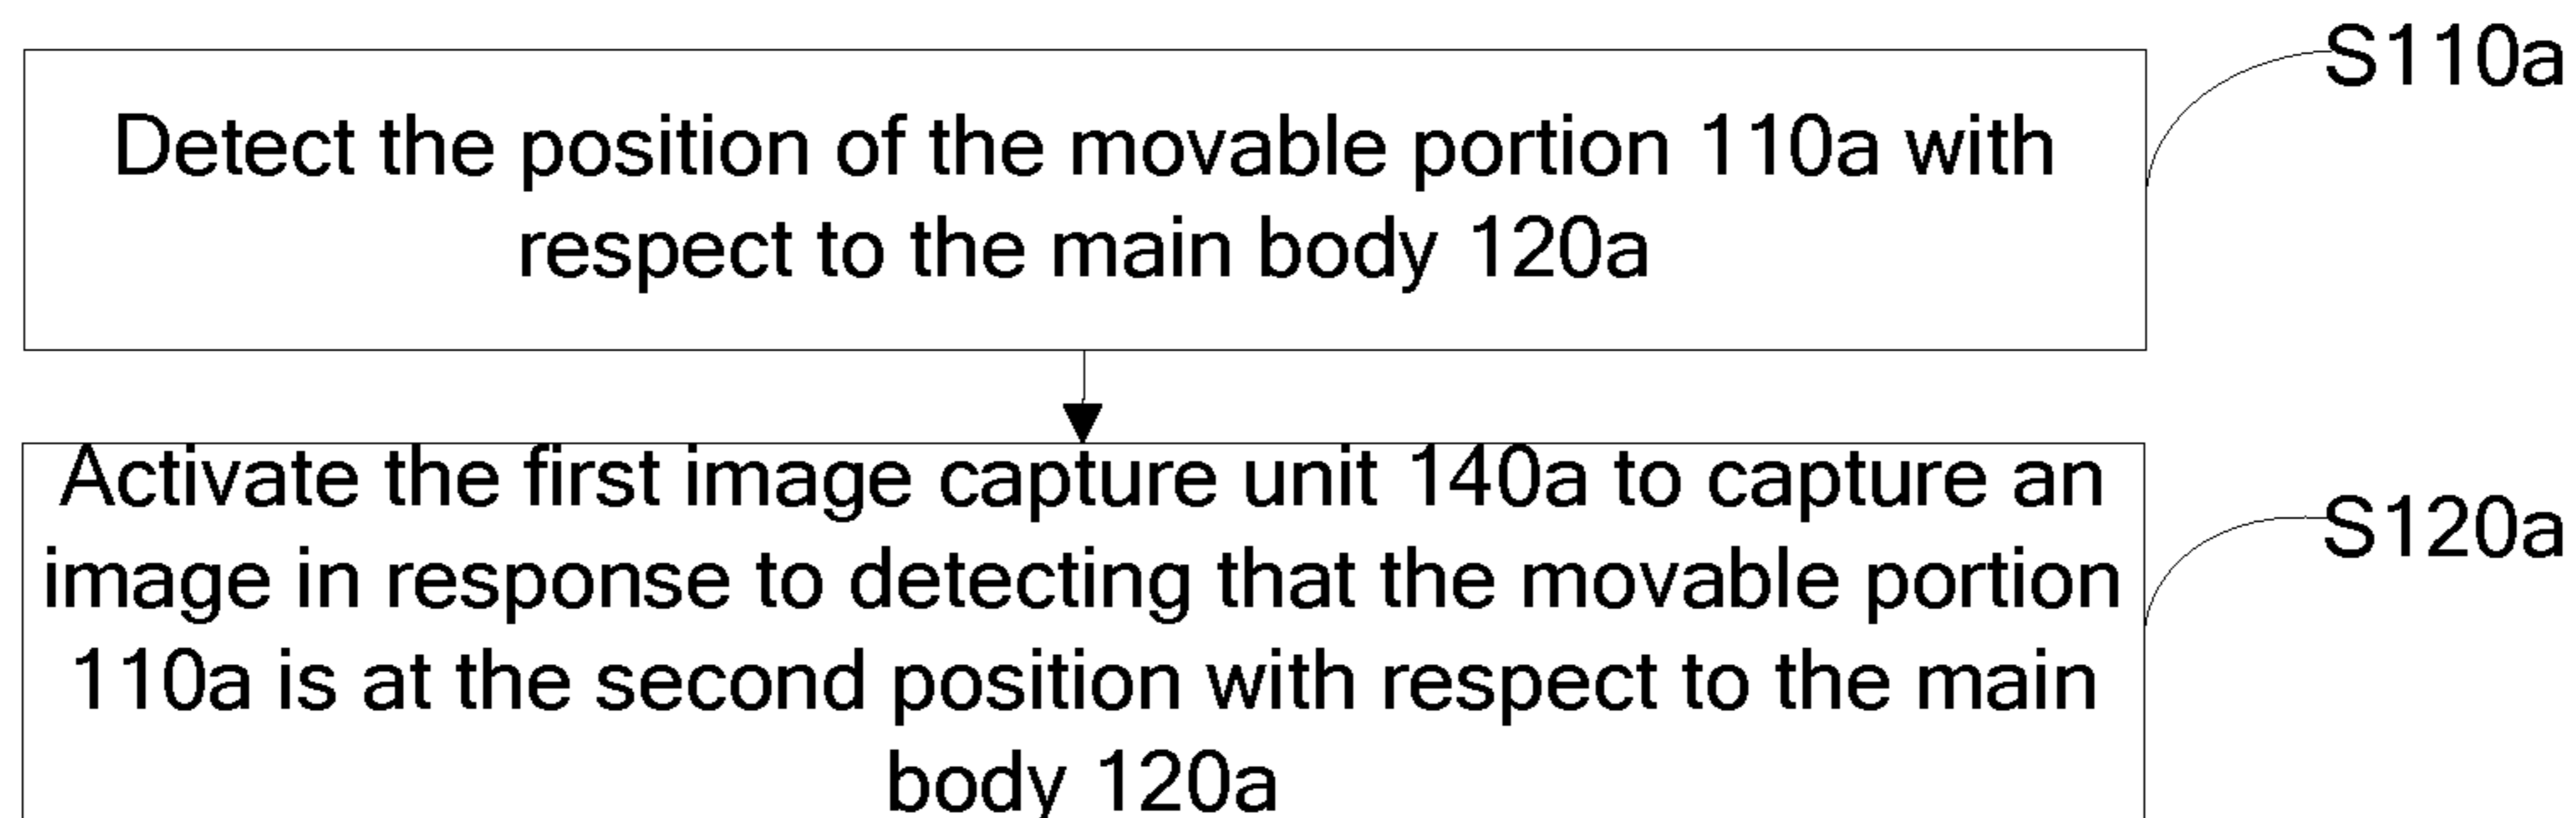 S110a
Detect the position of the movable portion 110a with
respect to the main body 120a
Activate the first image capture unit 140a to capture an
image in response to detecting that the movable portion
110a is at the second position with respect to the main
body 120a
S120a